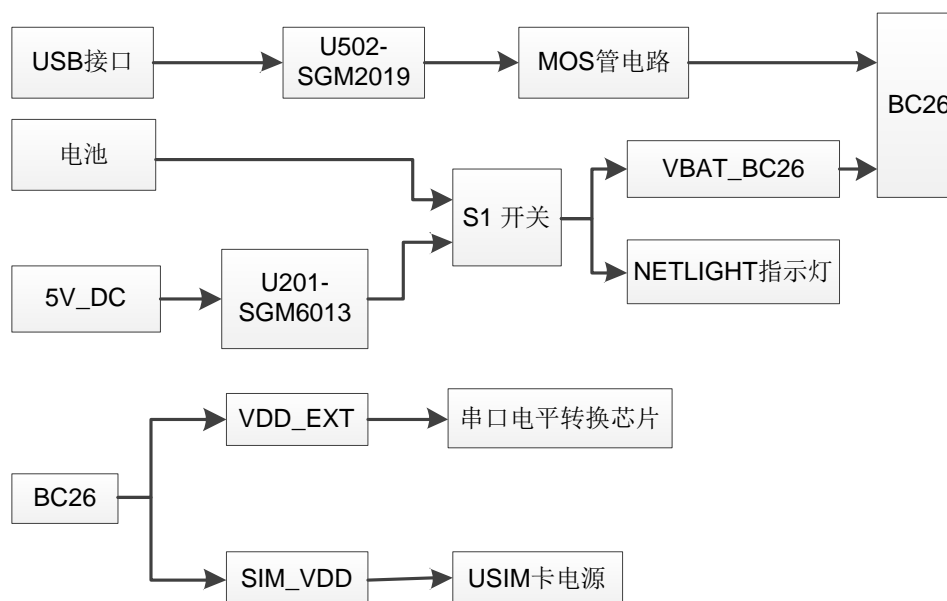 USB接口
U502-
SGM2019
MOS管电路
BC26
电池
S1 开关
VBAT_BC26
NETLIGHT指示灯
5V_DC
U201-
SGM6013
VDD_EXT
串口电平转换芯片
BC26
SIM_VDD
USIM卡电源